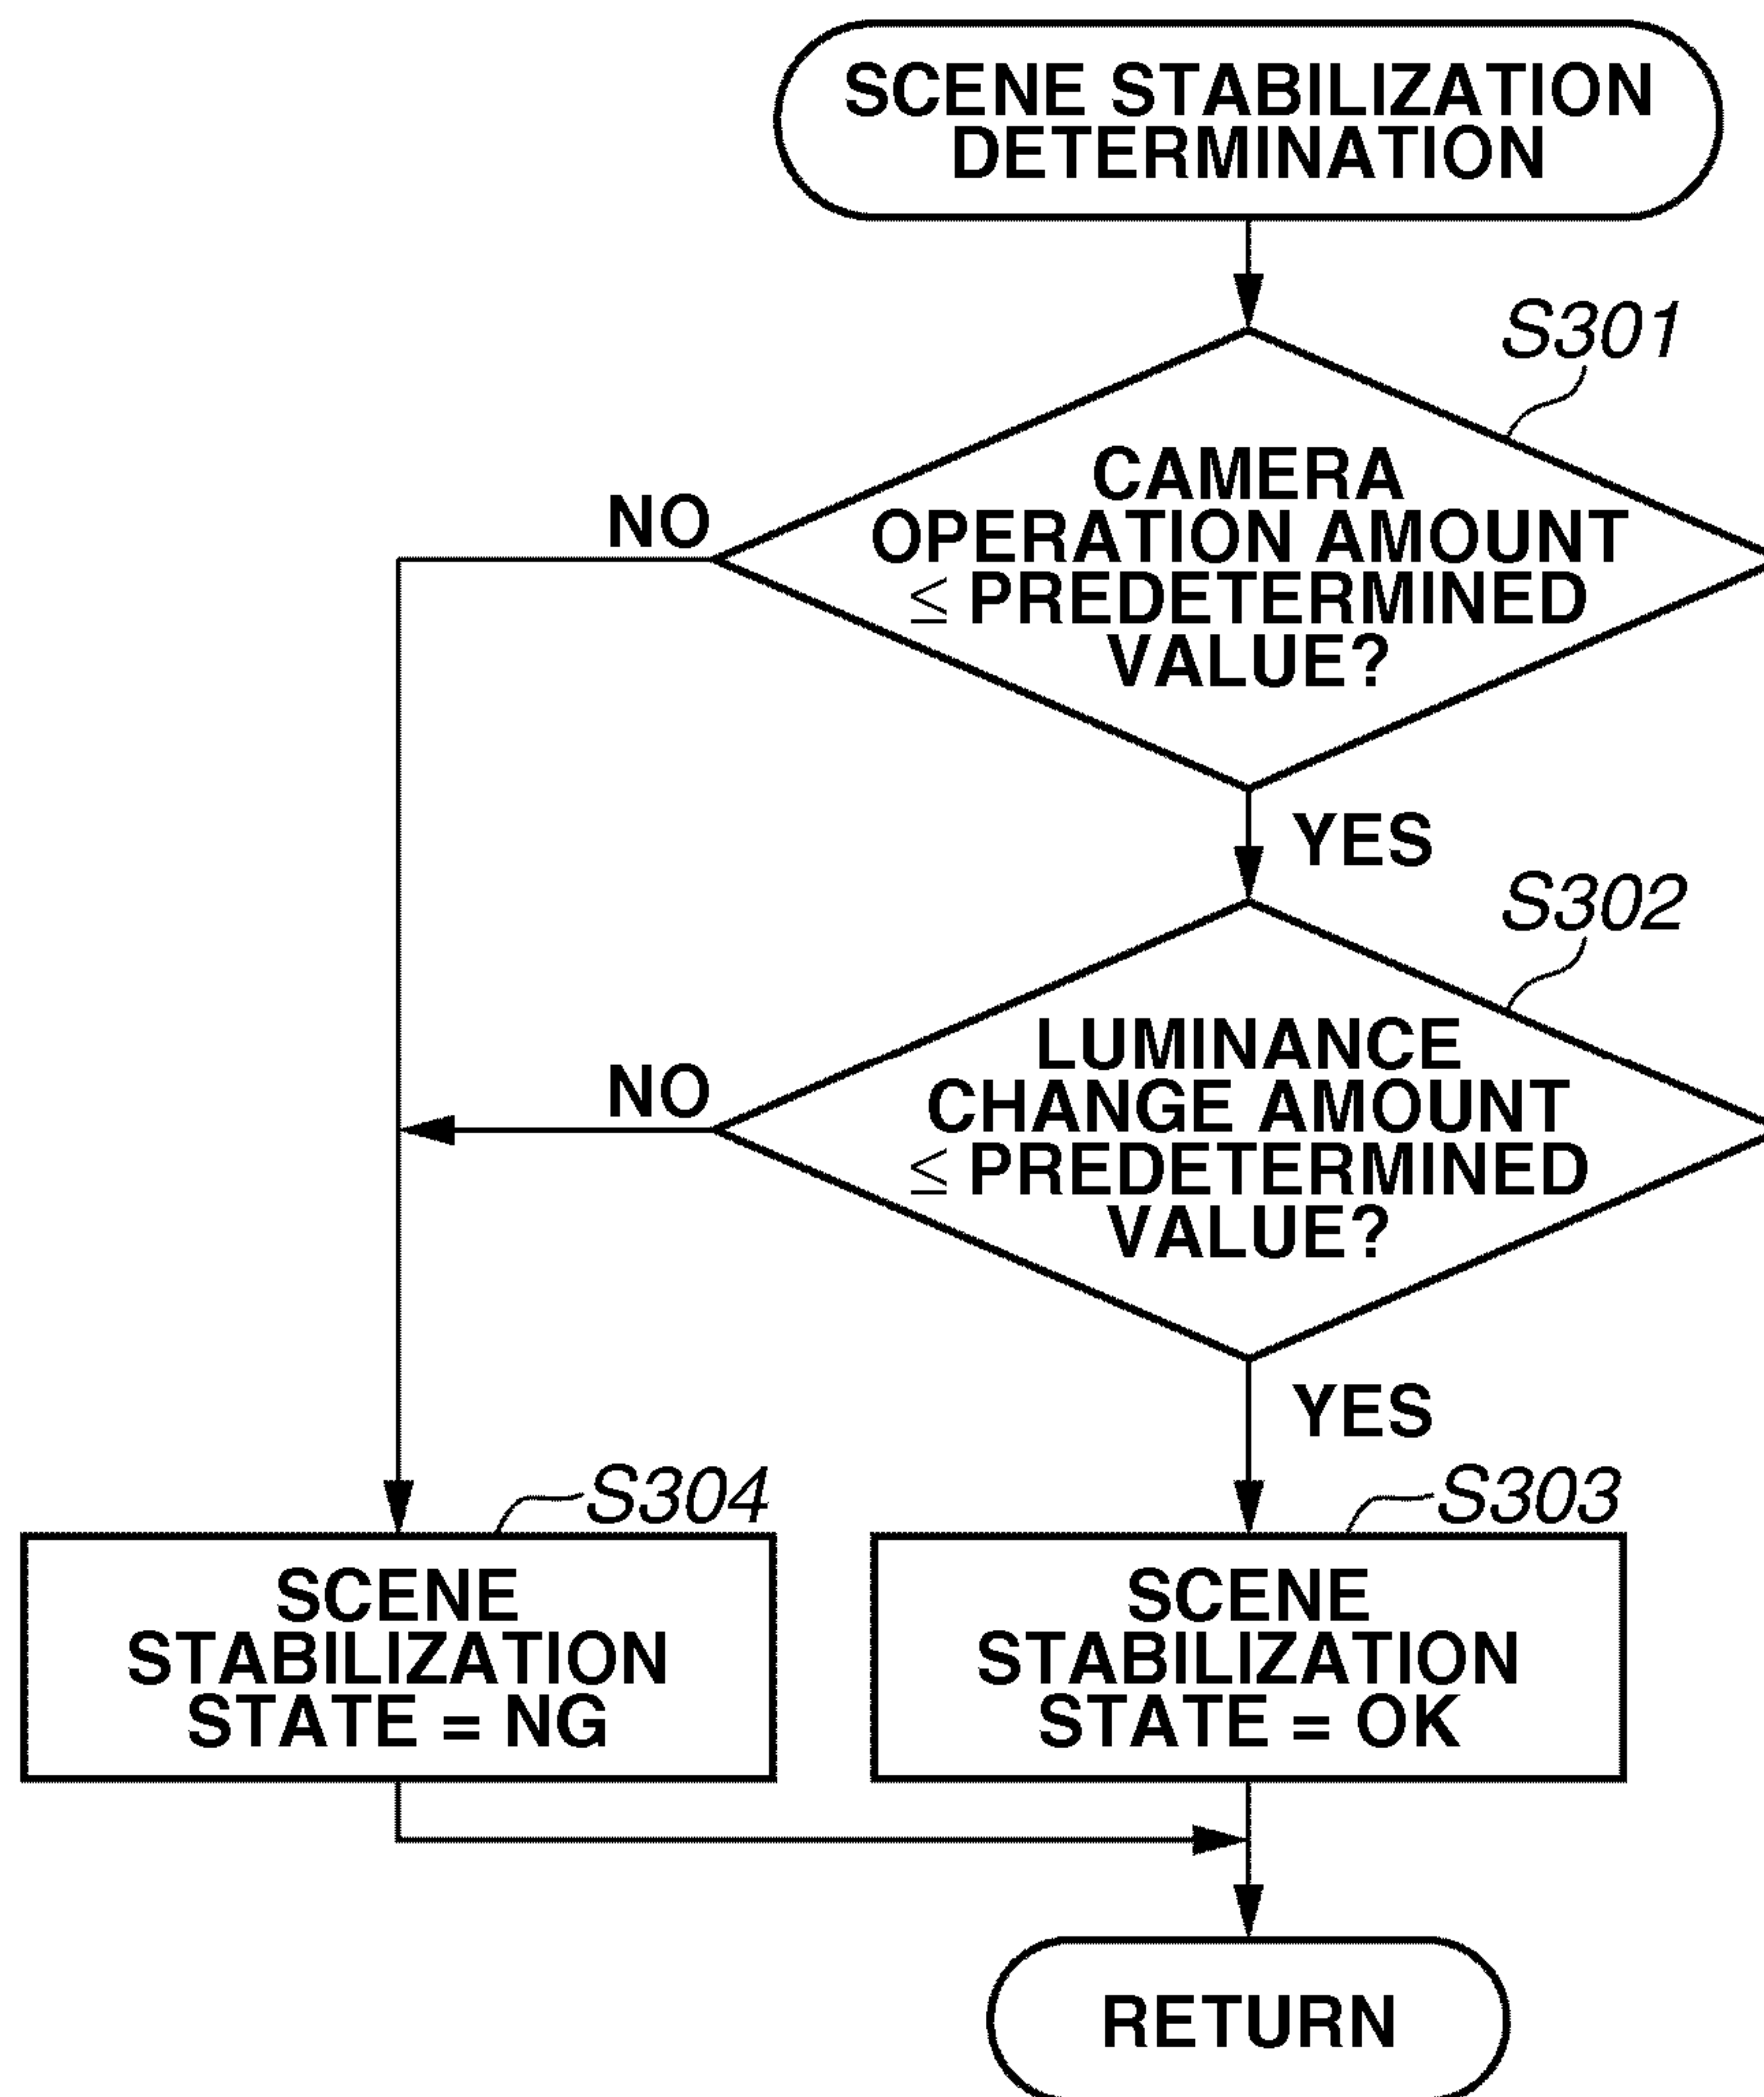 SCENE STABILIZATION
DETERMINATION
S301
CAMERA
OPERATION AMOUNT
≤ PREDETERMINED
VALUE?
NO
YES
S302
LUMINANCE
CHANGE AMOUNT
≤ PREDETERMINED
VALUE?
NO
YES
S304
SCENE
STABILIZATION
STATE = NG
S303
SCENE
STABILIZATION
STATE = OK
RETURN